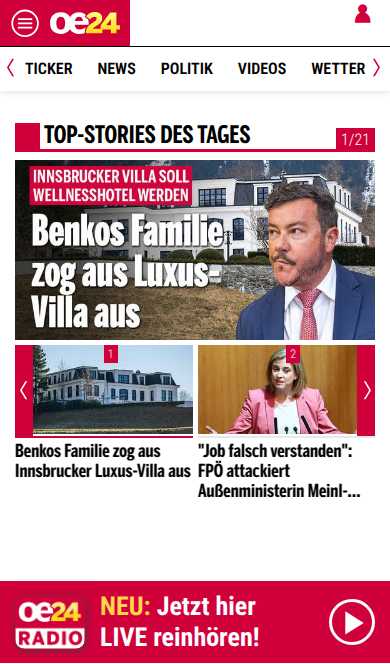 oe24
TICKER NEWS POLITIK VIDEOS WETTER
TOP-STORIES DES TAGES
1/21
INNSBRUCKER VILLA SOLL
WELLNESSHOTEL WERDEN
Benkos Familie
zog aus Luxus-
Villa aus
1
2
Benkos Familie zog aus
Innsbrucker Luxus-Villa aus
"Job falsch verstanden":
FPÖ attackiert
Außenministerin Meinl-...
oe24
RADIO
NEU: Jetzt hier
LIVE reinhören!